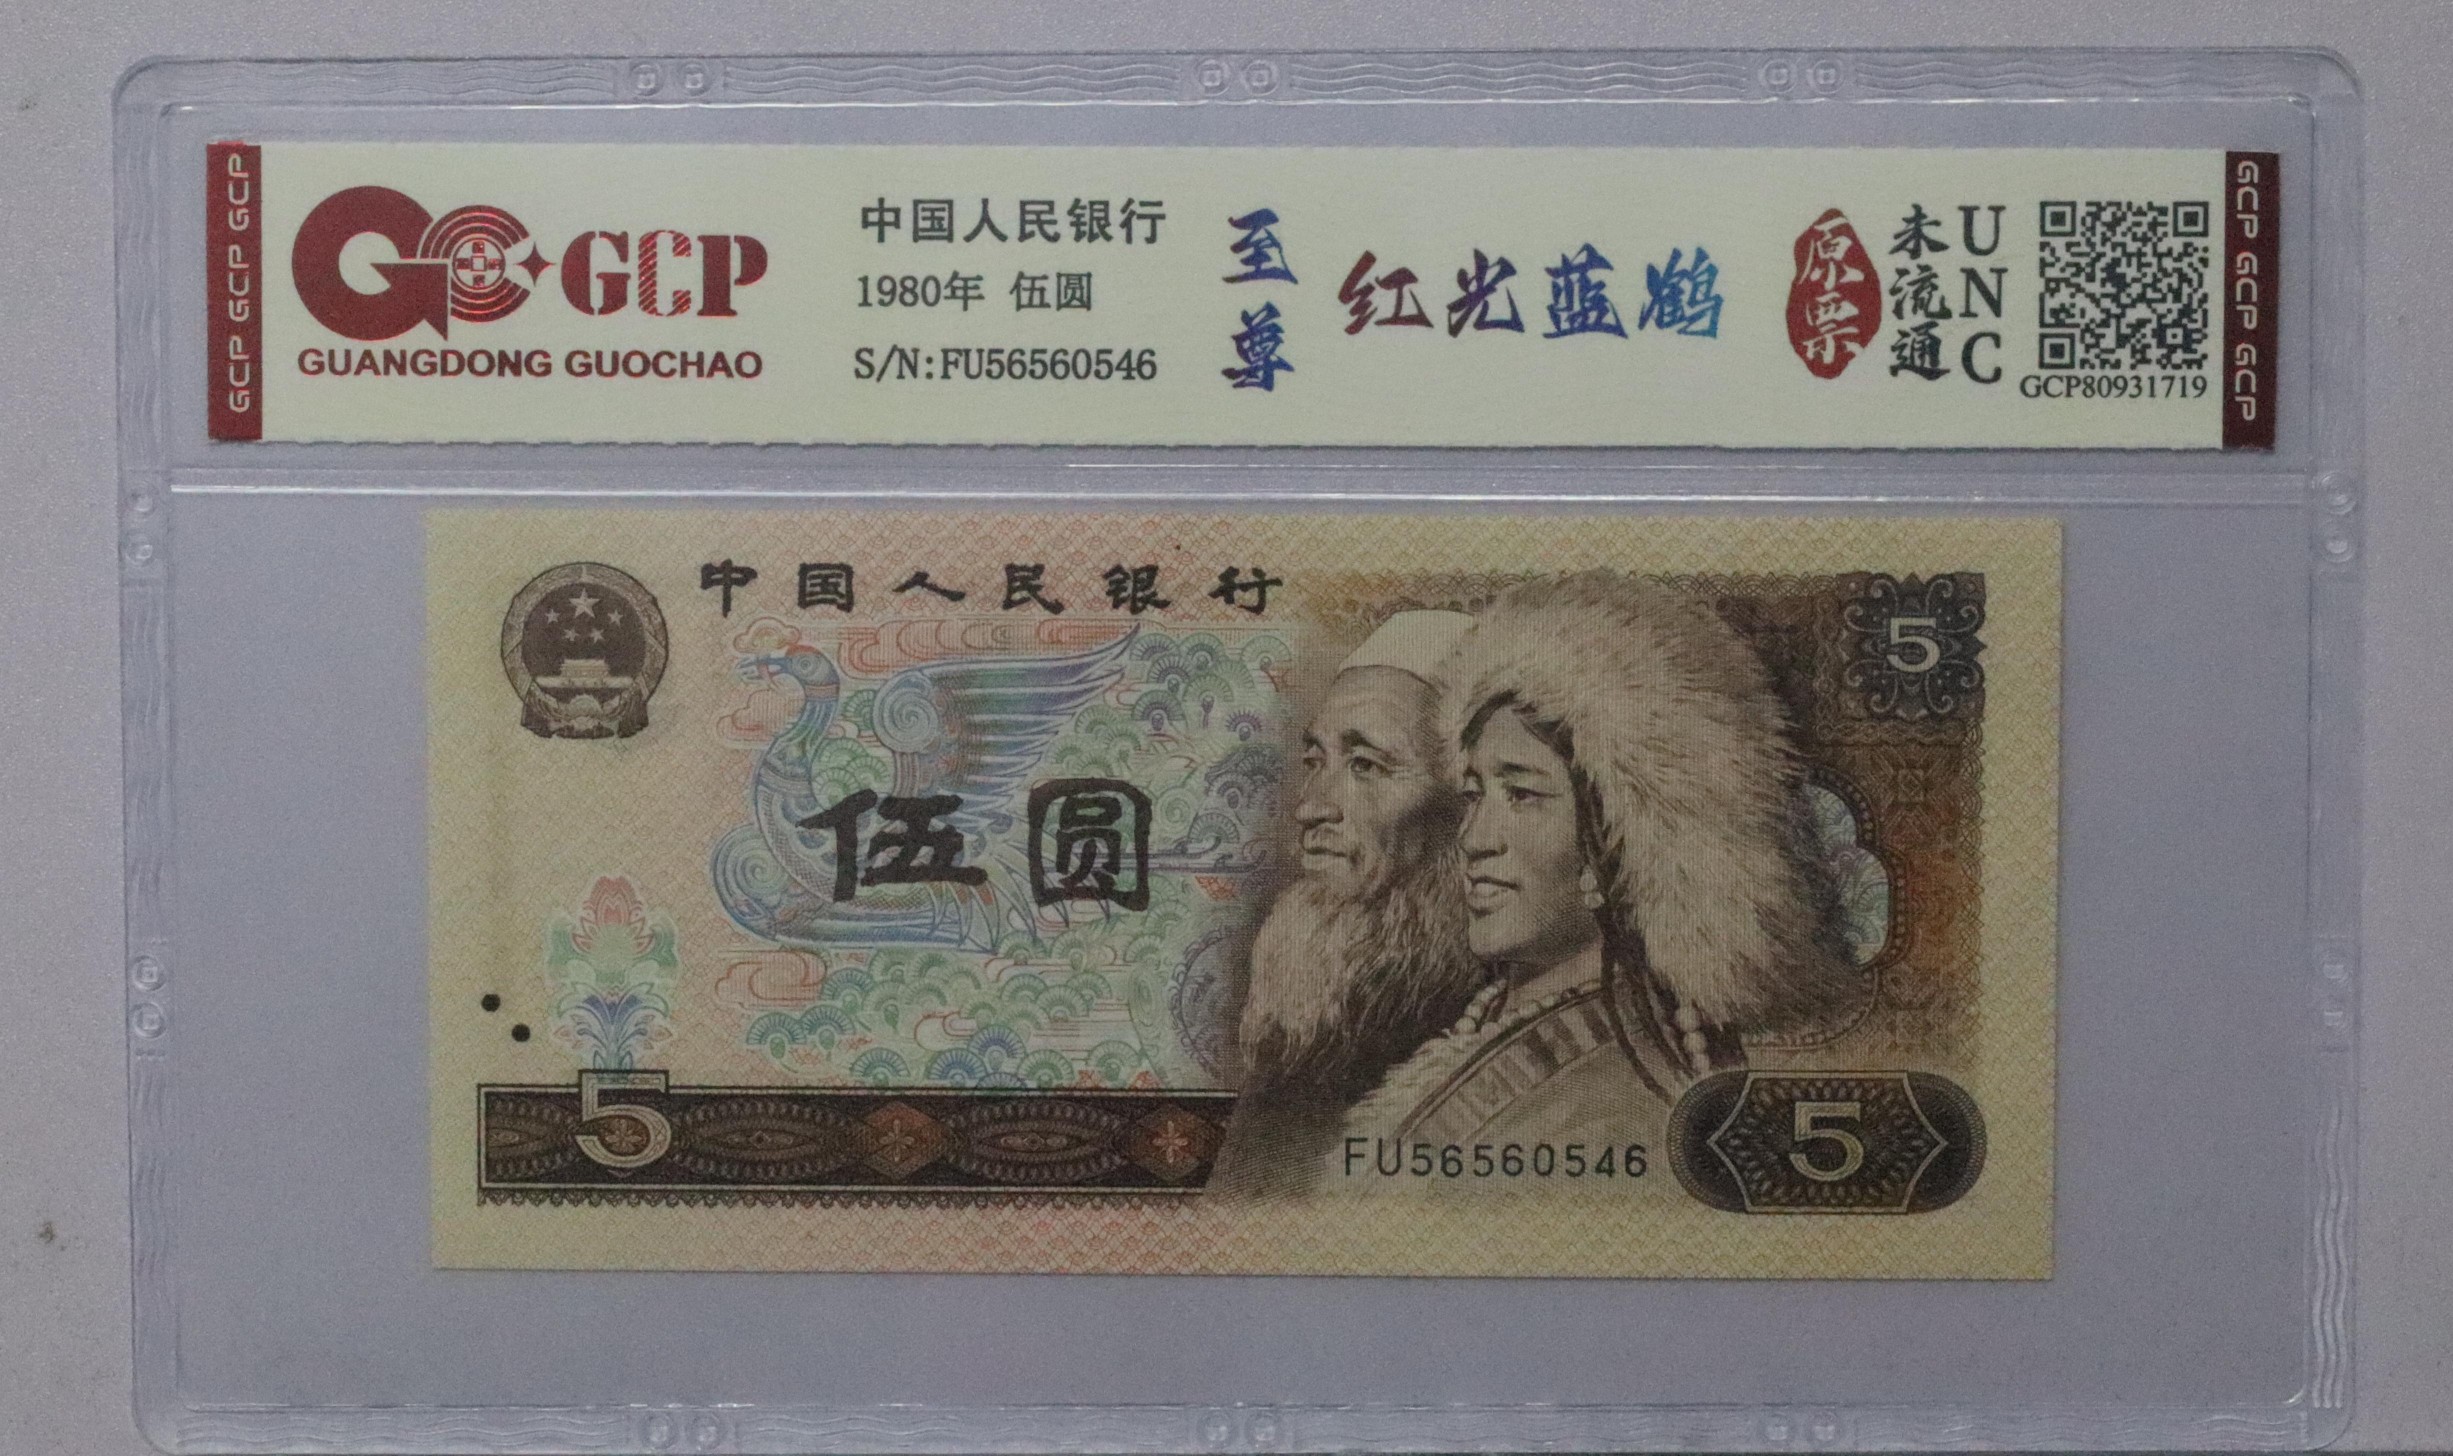 GCP GCP GCP
GCP
GUANGDONG GUOCHAO
中国人民银行
1980年 伍圆
S/N:FU56560546
至尊
红光蓝鹤
原票
未流通
UNC
GCP80931719
GCP GCP GCP
中国人民银行
5
伍圆
5
FU56560546
5